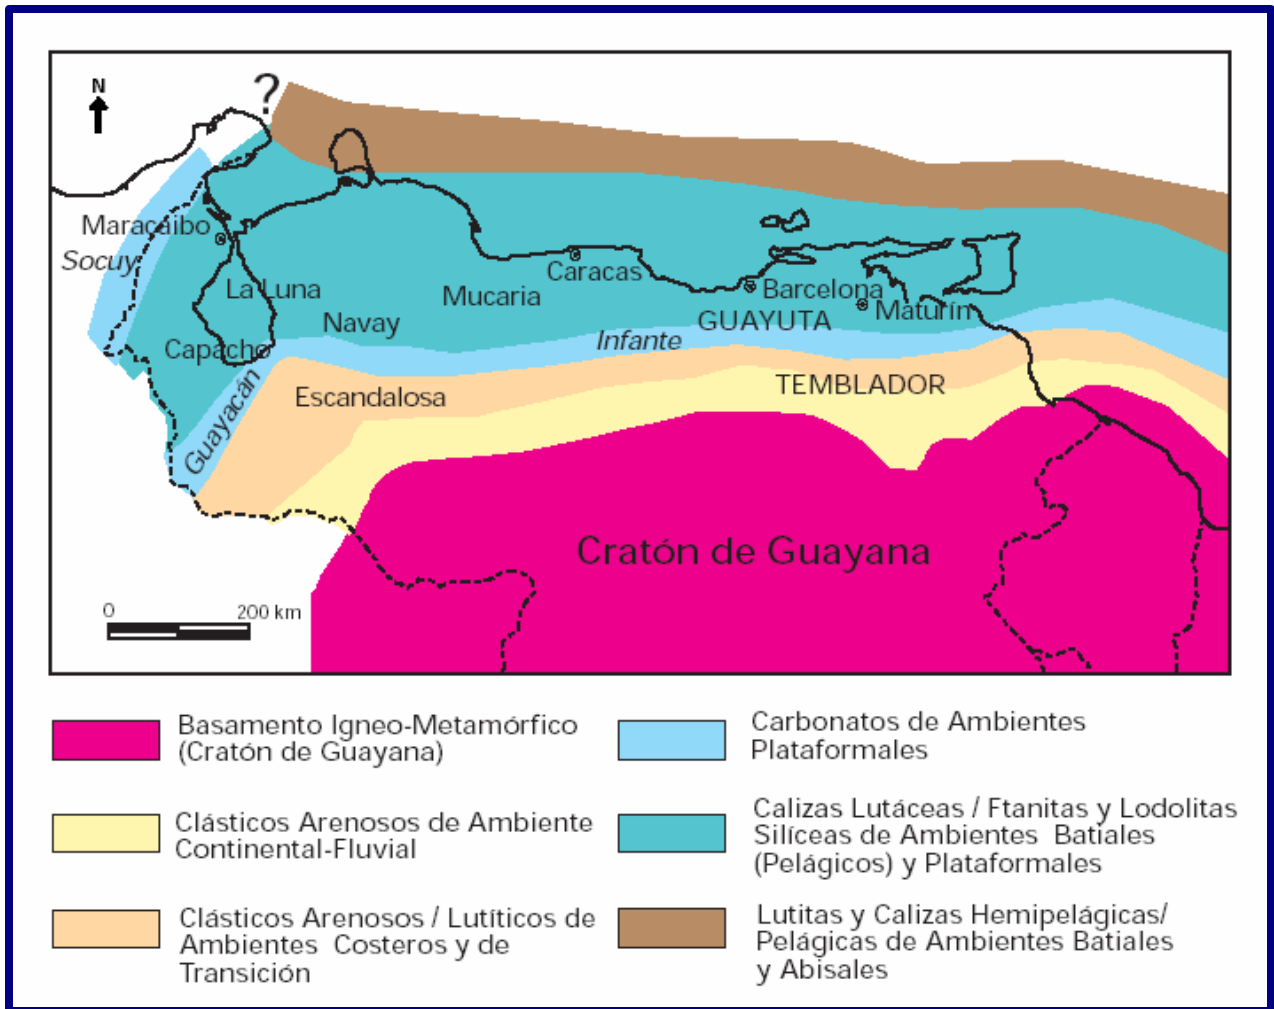 N
?
Maracaibo
Socuy
La Luna
Mucaria
Caracas
Barcelona
Maturín
Navay
Infante
GUAYUTA
Capacho
Guayacán
Escandalosa
TEMBLADOR
Cratón de Guayana
0 200 km
Basamento Igneo-Metamórfico
(Cratón de Guayana)
Clásticos Arenosos de Ambiente
Continental-Fluvial
Clásticos Arenosos / Lutíticos de
Ambientes Costeros y de
Transición
Carbonatos de Ambientes
Plataformales
Calizas Lutáceas / Ftanitas y Lodolitas
Silíceas de Ambientes Batiales
(Pelágicos) y Plataformales
Lutitas y Calizas Hemipelágicas/
Pelágicas de Ambientes Batiales
y Abisales